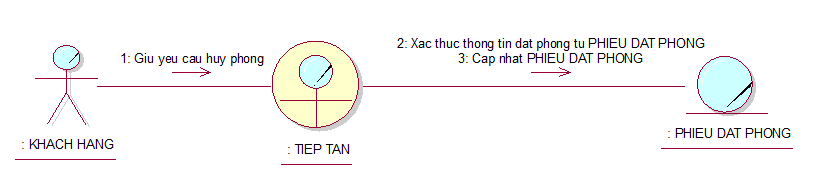 1: Giu yeu cau huy phong
2: Xac thuc thong tin dat phong tu PHIEU DAT PHONG
3: Cap nhat PHIEU DAT PHONG
: KHACH HANG
: TIEP TAN
: PHIEU DAT PHONG